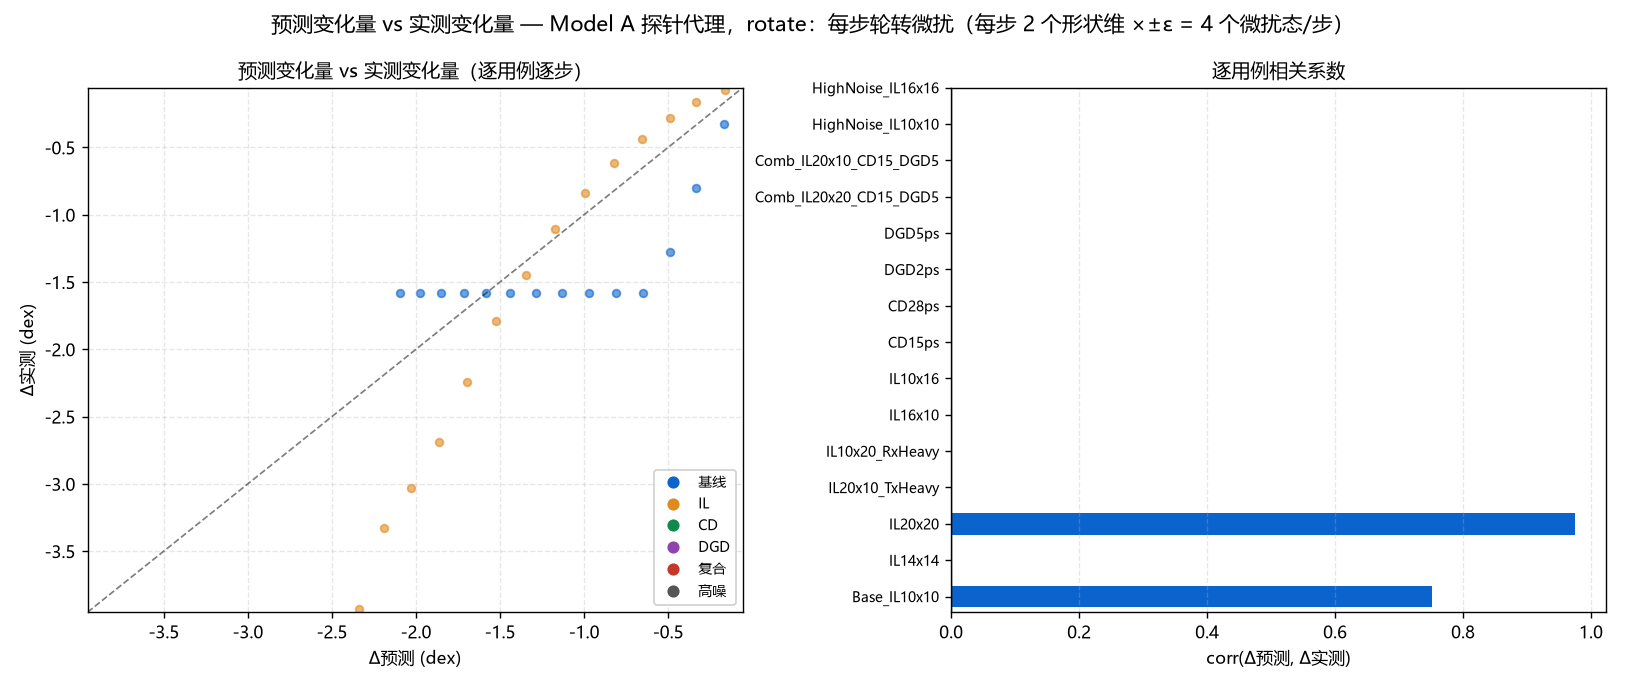 预测变化量 vs 实测变化量 — Model A 探针代理，rotate：每步轮转微扰（每步 2 个形状维 ×±ε = 4 个微扰态/步）
预测变化量 vs 实测变化量（逐用例逐步）
-0.5
-1.0
-1.5
-2.0
-2.5
-3.0
-3.5
Δ实测 (dex)
-3.5
-3.0
-2.5
-2.0
-1.5
-1.0
-0.5
Δ预测 (dex)
基线
IL
CD
DGD
复合
高噪
逐用例相关系数
HighNoise_IL16x16
HighNoise_IL10x10
Comb_IL20x10_CD15_DGD5
Comb_IL20x20_CD15_DGD5
DGD5ps
DGD2ps
CD28ps
CD15ps
IL10x16
IL16x10
IL10x20_RxHeavy
IL20x10_TxHeavy
IL20x20
IL14x14
Base_IL10x10
0.0
0.2
0.4
0.6
0.8
1.0
corr(Δ预测, Δ实测)